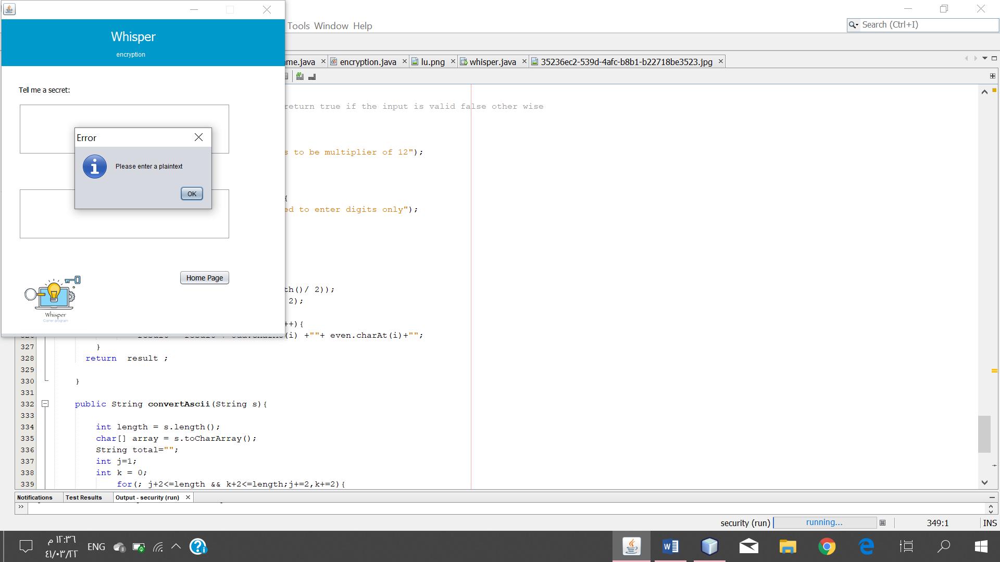 Whisper
encryption
Tell me a secret:
Error
Please enter a plaintext
OK
Home Page
Whisper
Cipher program
Tools Window Help
Search (Ctrl+I)
me.java
encryption.java
lu.png
whisper.java
35236ec2-539d-4afc-b8b1-b22718be3523.jpg
return true if the input is valid false other wise
s to be multiplier of 12");
{
ed to enter digits only");
th()/ 2));
2);
++){
(i) +""+ even.charAt(i)+"";
327 }
328 return result ;
329
330 }
331
332 public String convertAscii(String s){
333
334 int length = s.length();
335 char[] array = s.toCharArray();
336 String total="";
337 int j=1;
338 int k = 0;
339 for(; j+2<=length && k+2<=length;j+=2,k+=2){
Notifications
Test Results
Output - security (run)
security (run)
running...
349:1
INS
١٢:٣٦ م
٤١/٠٣/٢٢
ENG